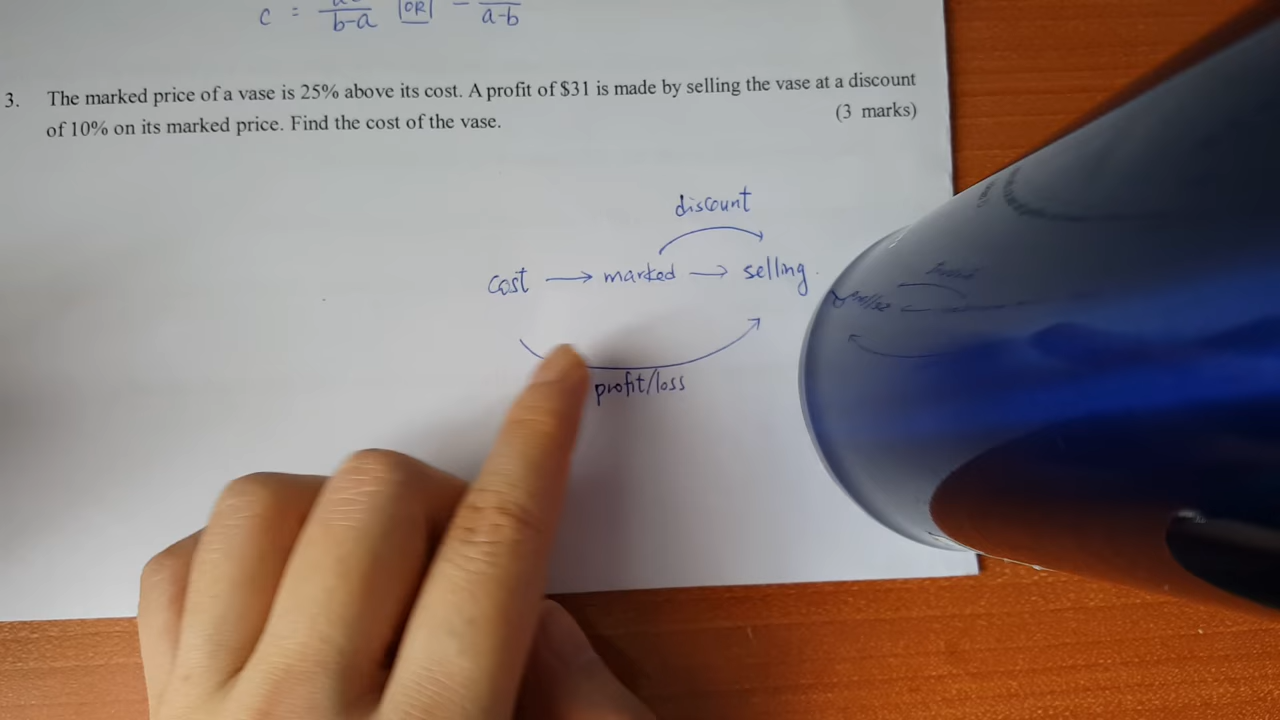 c = b-a OR - a-b
3. The marked price of a vase is 25% above its cost. A profit of $31 is made by selling the vase at a discount
of 10% on its marked price. Find the cost of the vase.
(3 marks)
discount
cost → marked → selling
profit/loss